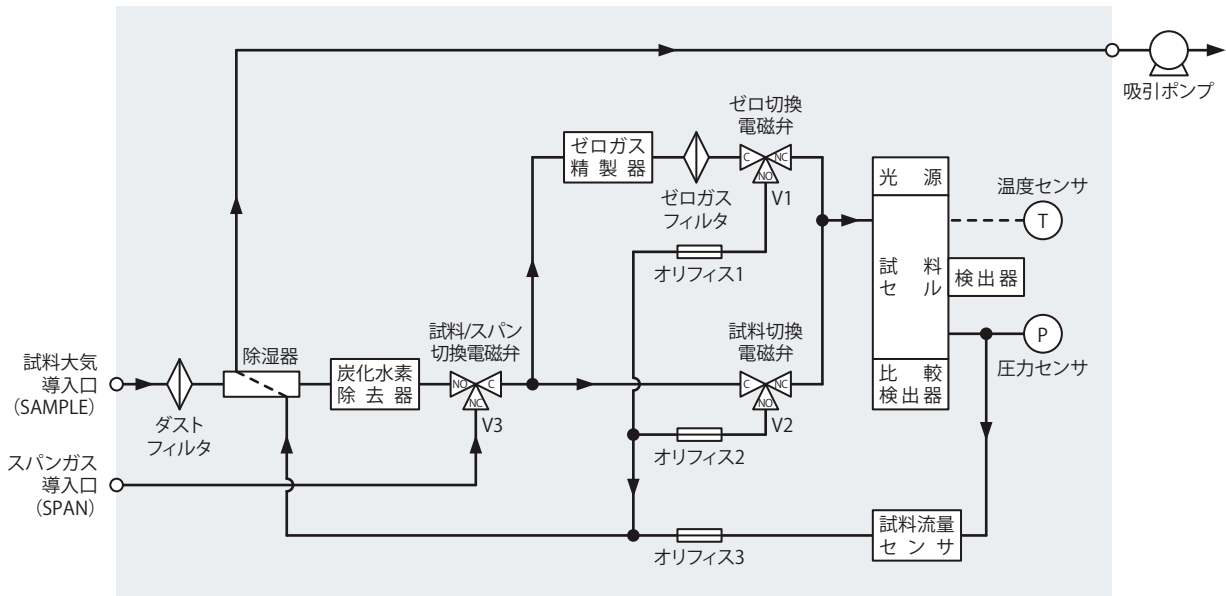 吸引ポンプ
ゼロ切換
電磁弁
ゼロガス
精製器
C
NC
NO
V1
ゼロガス
フィルタ
オリフィス1
光源
温度センサ
T
試料
セル
検出器
P
圧力センサ
比較
検出器
試料大気
導入口
(SAMPLE)
ダスト
フィルタ
除湿器
炭化水素
除去器
試料/スパン
切換電磁弁
NO
C
NC
V3
試料切換
電磁弁
C
NC
NO
V2
オリフィス2
スパンガス
導入口
(SPAN)
オリフィス3
試料流量
センサ